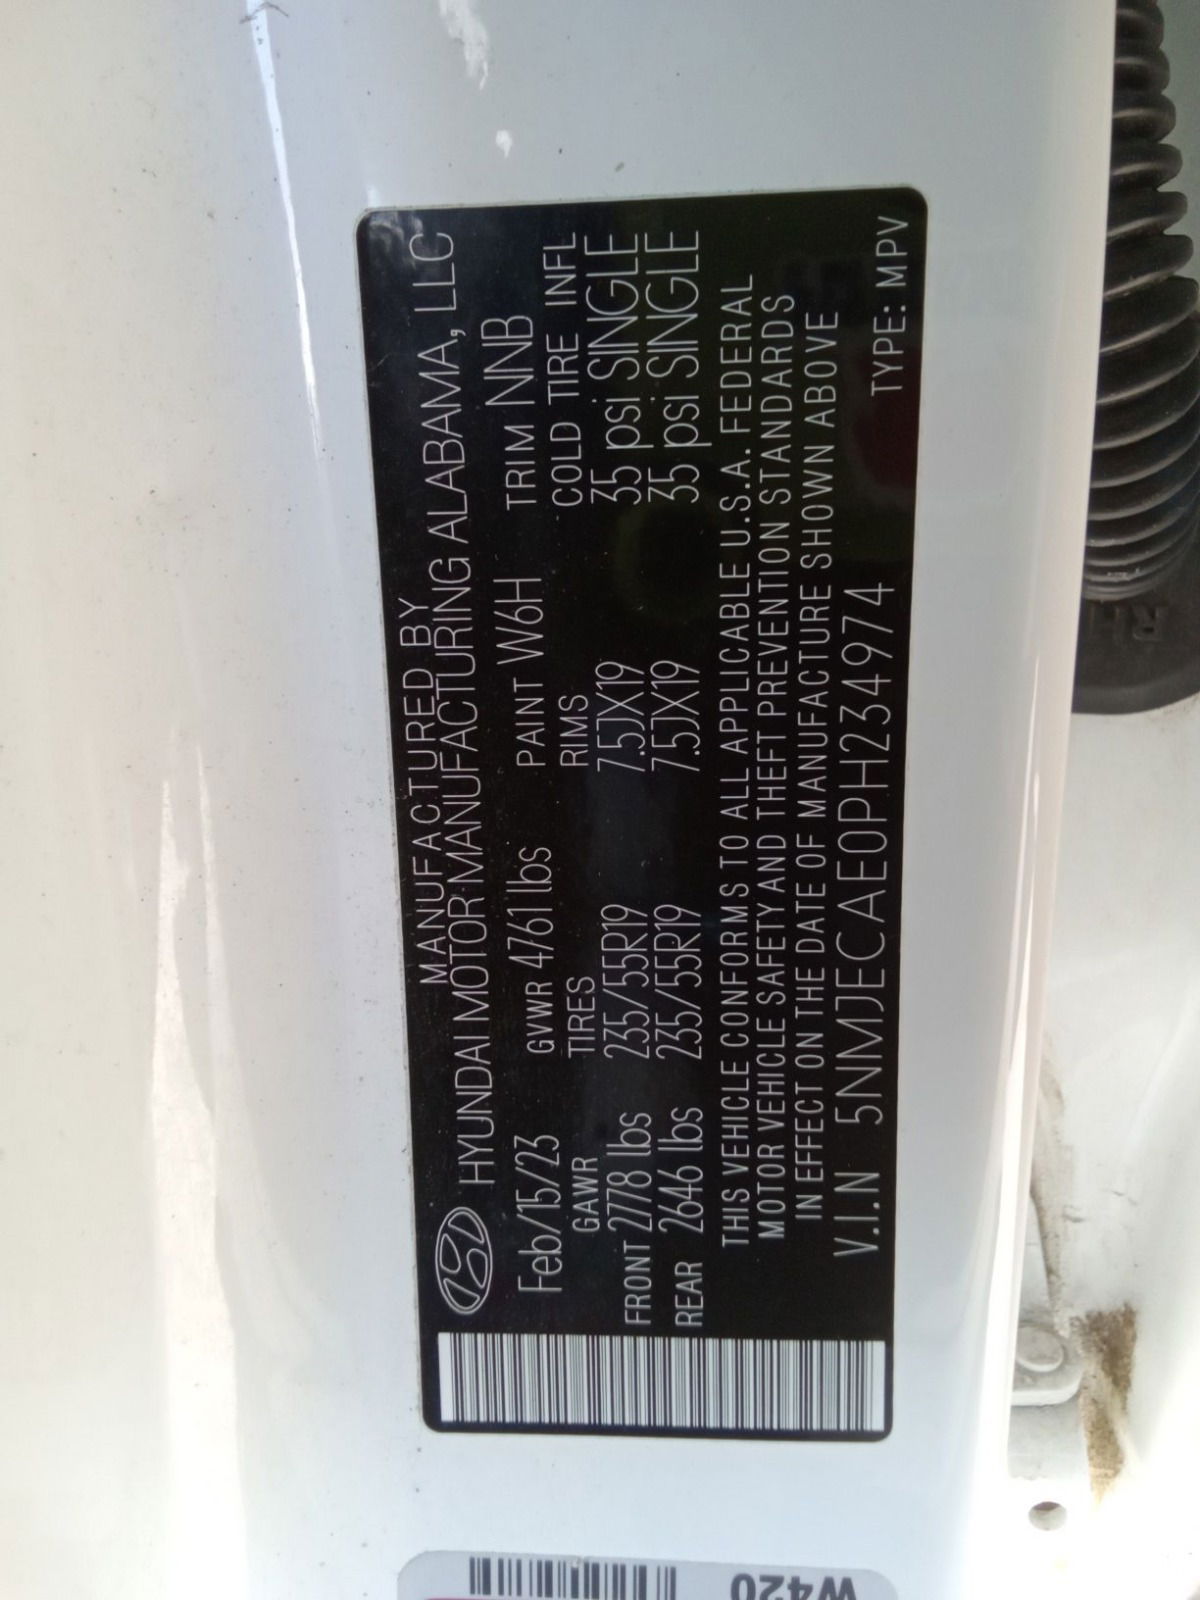 MANUFACTURED BY
HYUNDAI MOTOR MANUFACTURING ALABAMA, LLC
Feb/15/23 GVWR 4761 lbs PAINT W6H TRIM NNB
GAWR TIRES RIMS COLD TIRE INFL
FRONT 2778 lbs 235/55R19 7.5JX19 35 psi SINGLE
REAR 2646 lbs 235/55R19 7.5JX19 35 psi SINGLE
THIS VEHICLE CONFORMS TO ALL APPLICABLE U.S.A. FEDERAL
MOTOR VEHICLE SAFETY AND THEFT PREVENTION STANDARDS
IN EFFECT ON THE DATE OF MANUFACTURE SHOWN ABOVE
V.I.N 5NMJECAE0PH234974 TYPE: MPV
W420